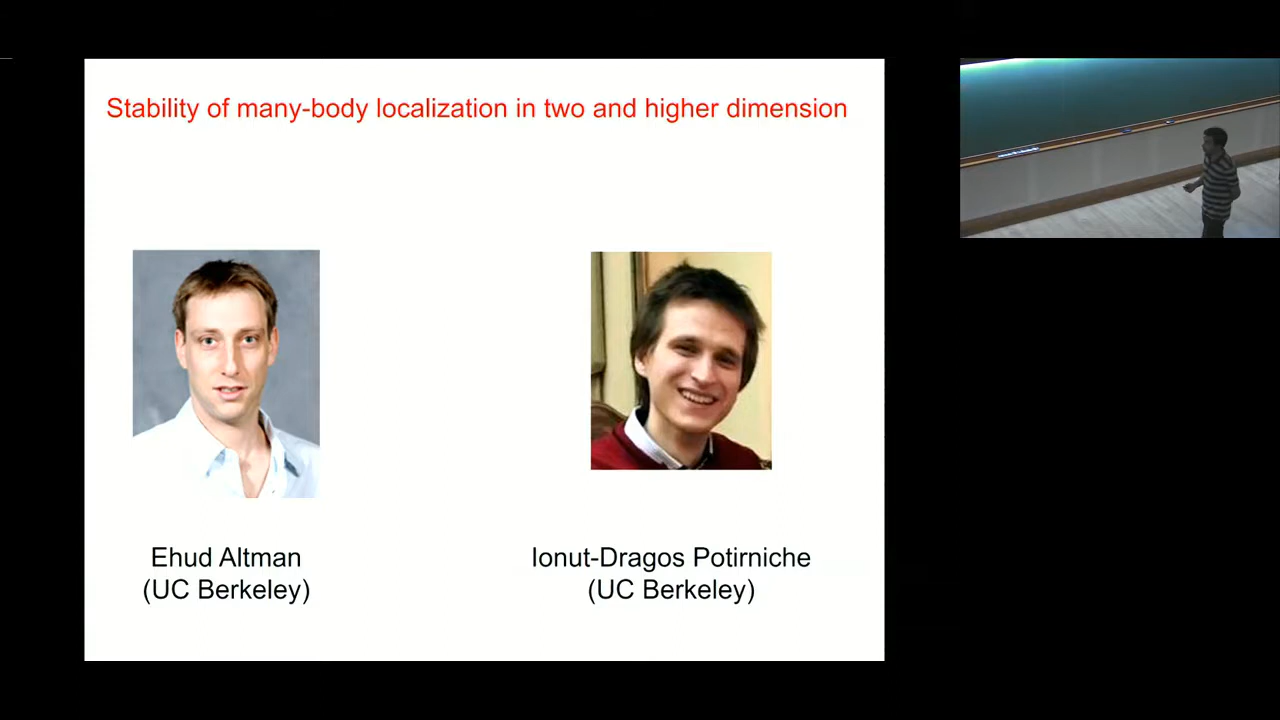 Stability of many-body localization in two and higher dimension
Ehud Altman
(UC Berkeley)
Ionut-Dragos Potirniche
(UC Berkeley)